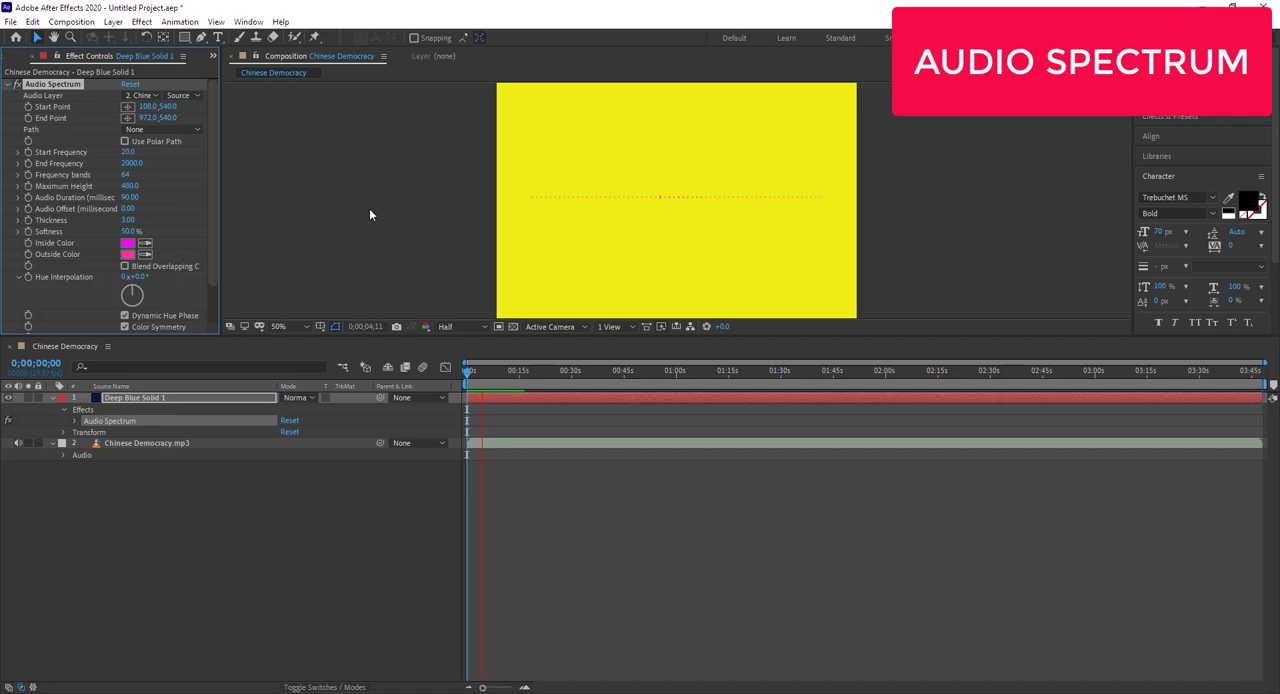 Adobe After Effects 2020 - Untitled Project.aep *
File Edit Composition Layer Effect Animation View Window Help
Snapping
Default Learn Standard
AUDIO SPECTRUM
Effect Controls Deep Blue Solid 1
Composition Chinese Democracy
Layer (none)
Chinese Democracy • Deep Blue Solid 1
Chinese Democracy
Audio Spectrum Reset
Audio Layer 2. Chine Source
Start Point 108.0, 540.0
End Point 972.0, 540.0
Path None
Use Polar Path
Start Frequency 20.0
End Frequency 2000.0
Frequency bands 64
Maximum Height 480.0
Audio Duration (millisec 90.00
Audio Offset (millisecond 0.00
Thickness 3.00
Softness 50.0 %
Inside Color
Outside Color
Blend Overlapping C
Hue Interpolation 0 x+0.0°
Dynamic Hue Phase
Color Symmetry
50% 0;00;04;11 Half Active Camera 1 View +0.0
Effects & Presets
Align
Libraries
Character
Trebuchet MS
Bold
70 px Auto
Metrics 0
- px
100 % 100 %
0 px 0 %
T T TT Tt T¹ T₁
Chinese Democracy
0;00;00;00
00000 (29.97 fps)
# Source Name Mode T TrkMat Parent & Link
:00s 00:15s 00:30s 00:45s 01:00s 01:15s 01:30s 01:45s 02:00s 02:15s 02:30s 02:45s 03:00s 03:15s 03:30s 03:45s
1 Deep Blue Solid 1 Norma None
Effects
fx Audio Spectrum Reset
Transform Reset
2 Chinese Democracy.mp3 None
Audio
Toggle Switches / Modes